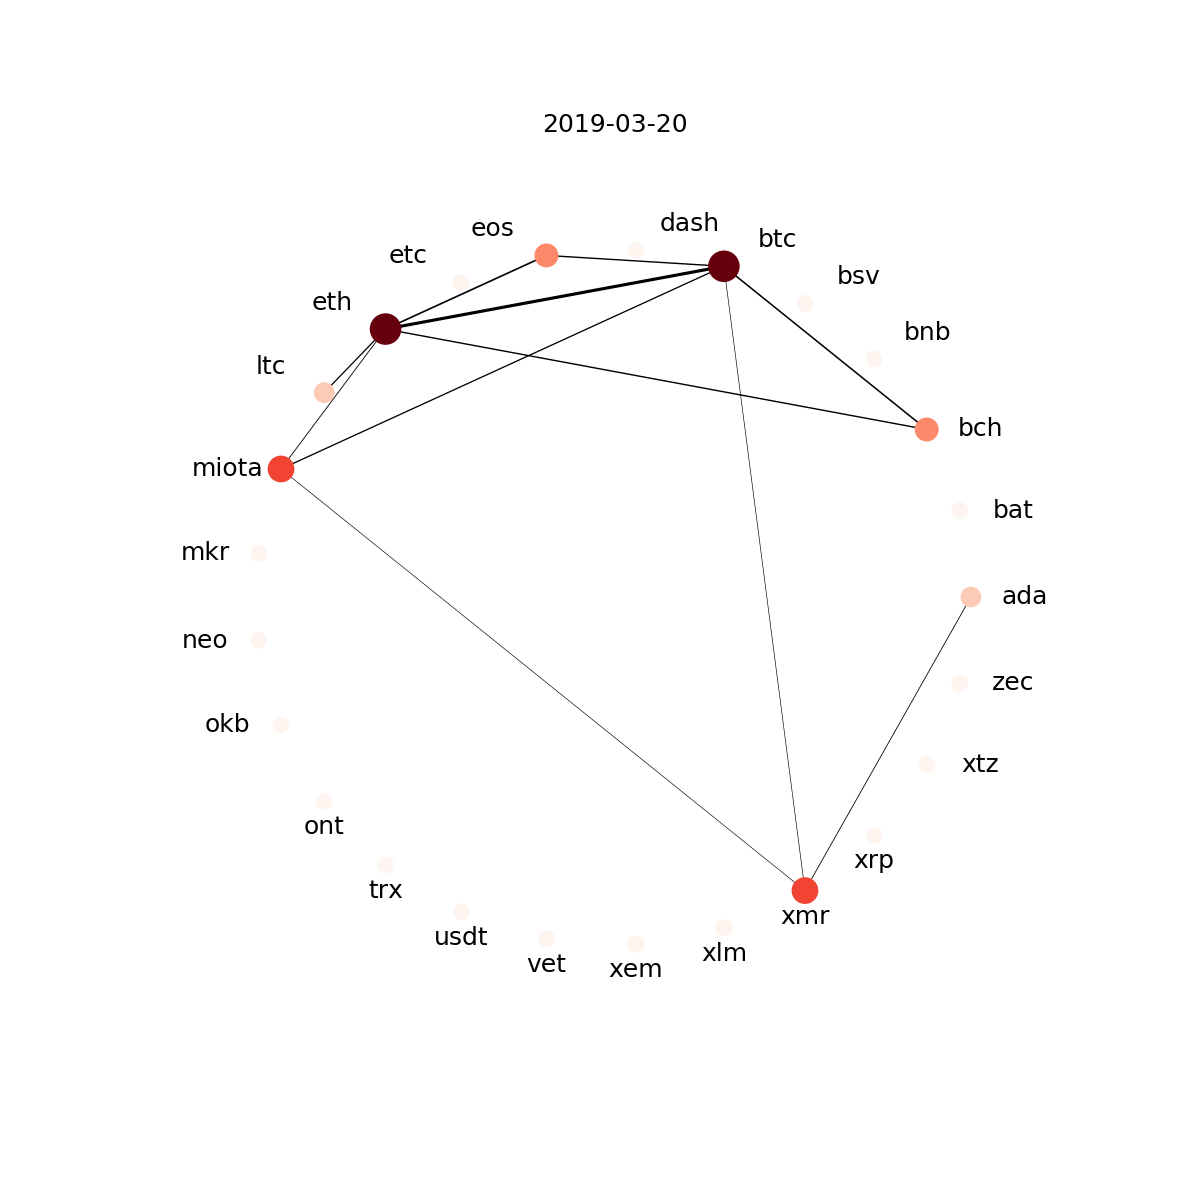 2019-03-20
dash
eos
btc
etc
bsv
eth
bnb
ltc
bch
miota
bat
mkr
ada
neo
zec
okb
xtz
ont
xrp
trx
xmr
usdt
xlm
vet
xem